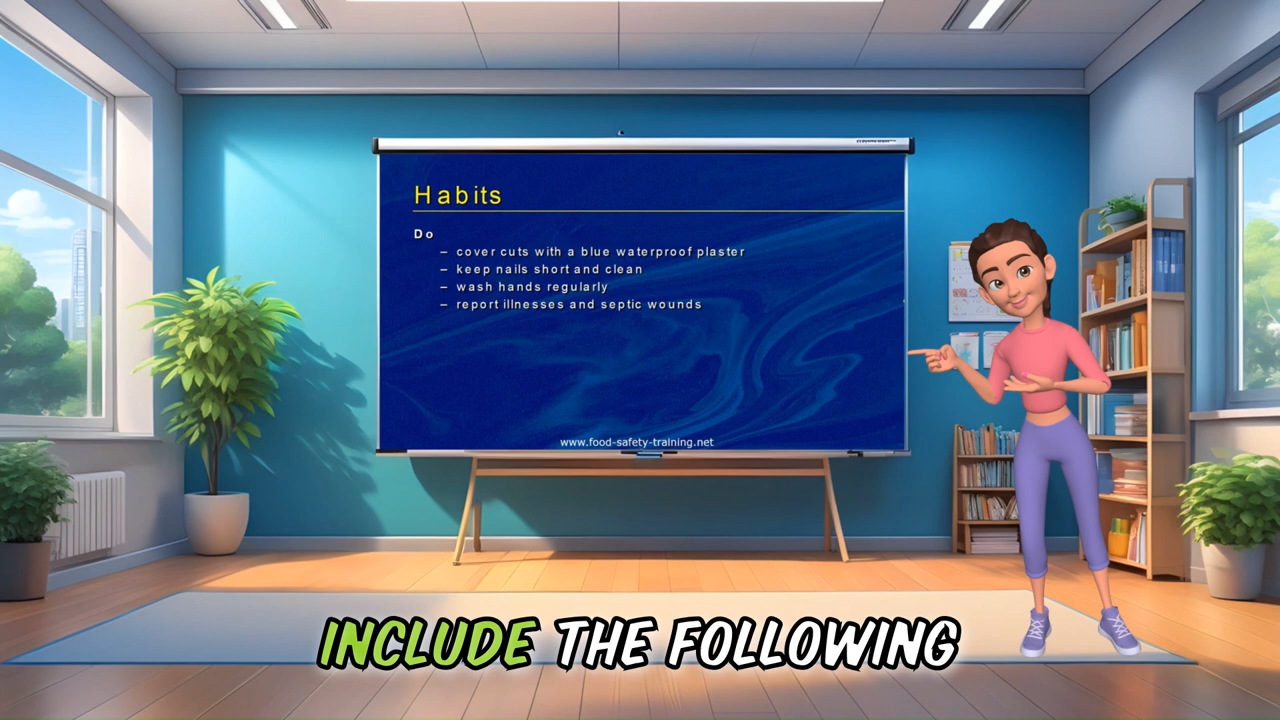 Habits
Do
– cover cuts with a blue waterproof plaster
– keep nails short and clean
– wash hands regularly
– report illnesses and septic wounds
www.food-safety-training.net
INCLUDE THE FOLLOWING